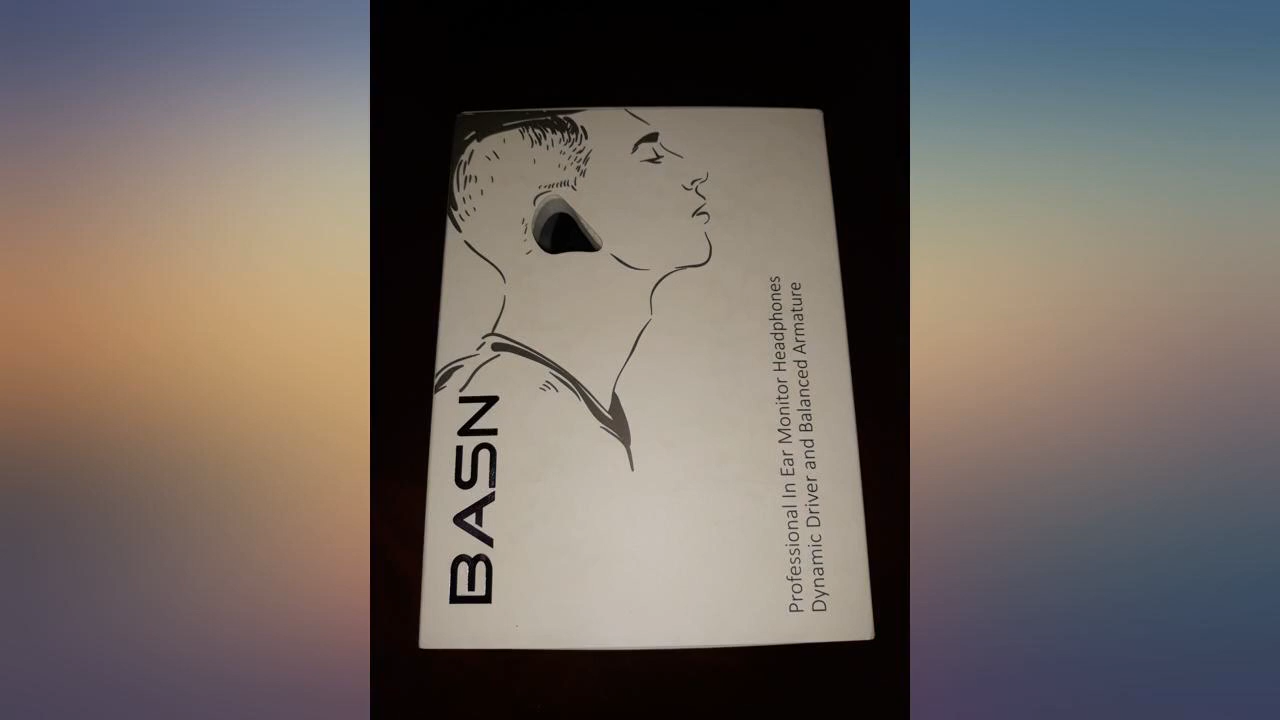 BASN
Professional In Ear Monitor Headphones
Dynamic Driver and Balanced Armature